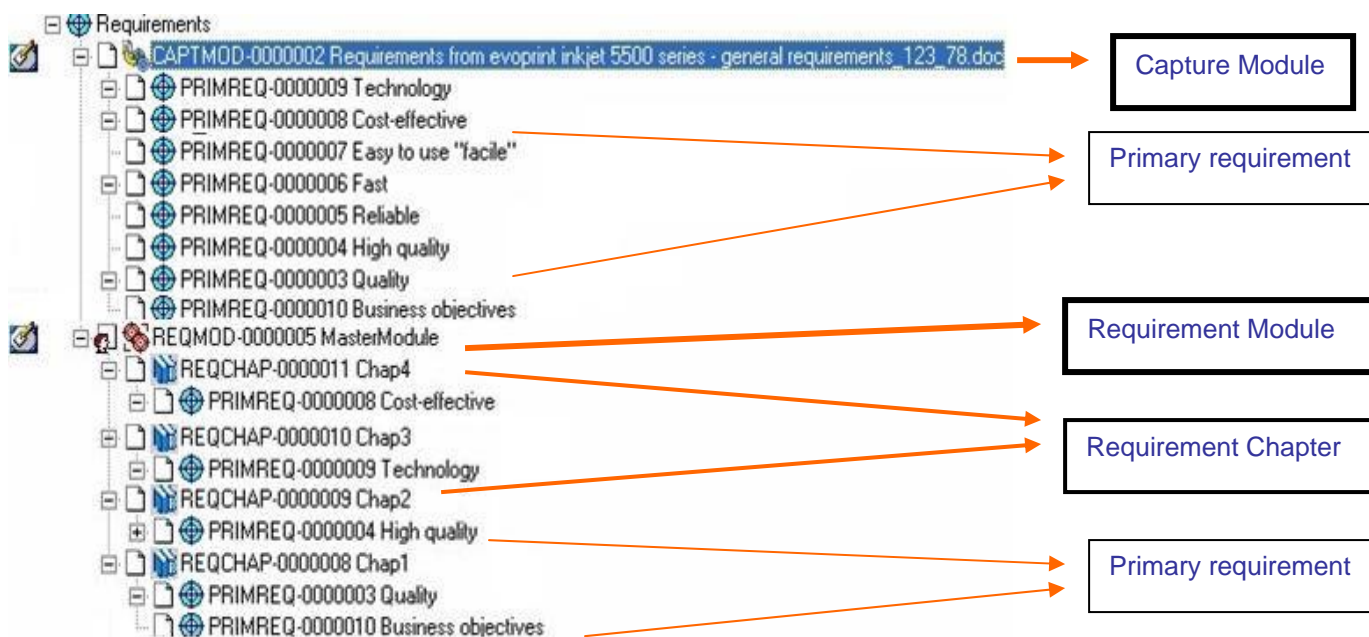 Requirements
CAPTMOD-0000002 Requirements from evoprint inkjet 5500 series - general requirements_123_78.doc
Capture Module
PRIMREQ-0000009 Technology
PRIMREQ-0000008 Cost-effective
PRIMREQ-0000007 Easy to use "facile"
Primary requirement
PRIMREQ-0000006 Fast
PRIMREQ-0000005 Reliable
PRIMREQ-0000004 High quality
PRIMREQ-0000003 Quality
PRIMREQ-0000010 Business objectives
REQMOD-0000005 MasterModule
Requirement Module
REQCHAP-0000011 Chap4
PRIMREQ-0000008 Cost-effective
REQCHAP-0000010 Chap3
Requirement Chapter
PRIMREQ-0000009 Technology
REQCHAP-0000009 Chap2
PRIMREQ-0000004 High quality
REQCHAP-0000008 Chap1
Primary requirement
PRIMREQ-0000003 Quality
PRIMREQ-0000010 Business objectives